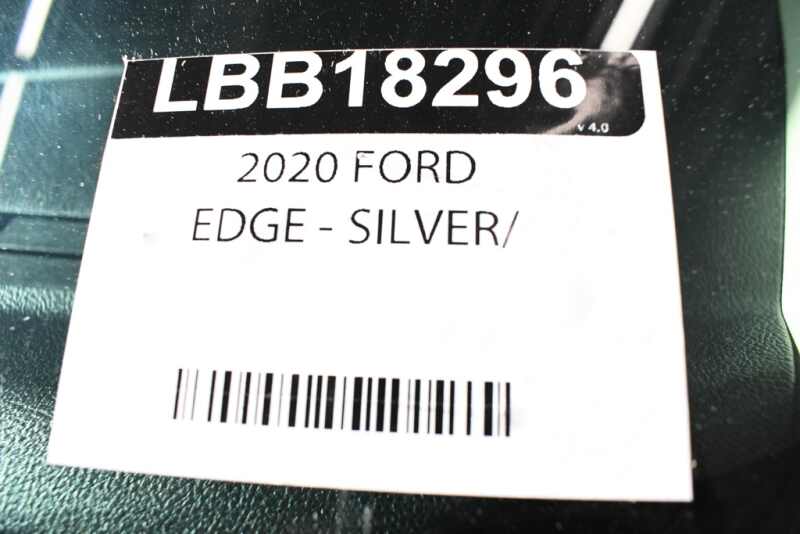 LBB18296
v 4.0
2020 FORD
EDGE - SILVER/